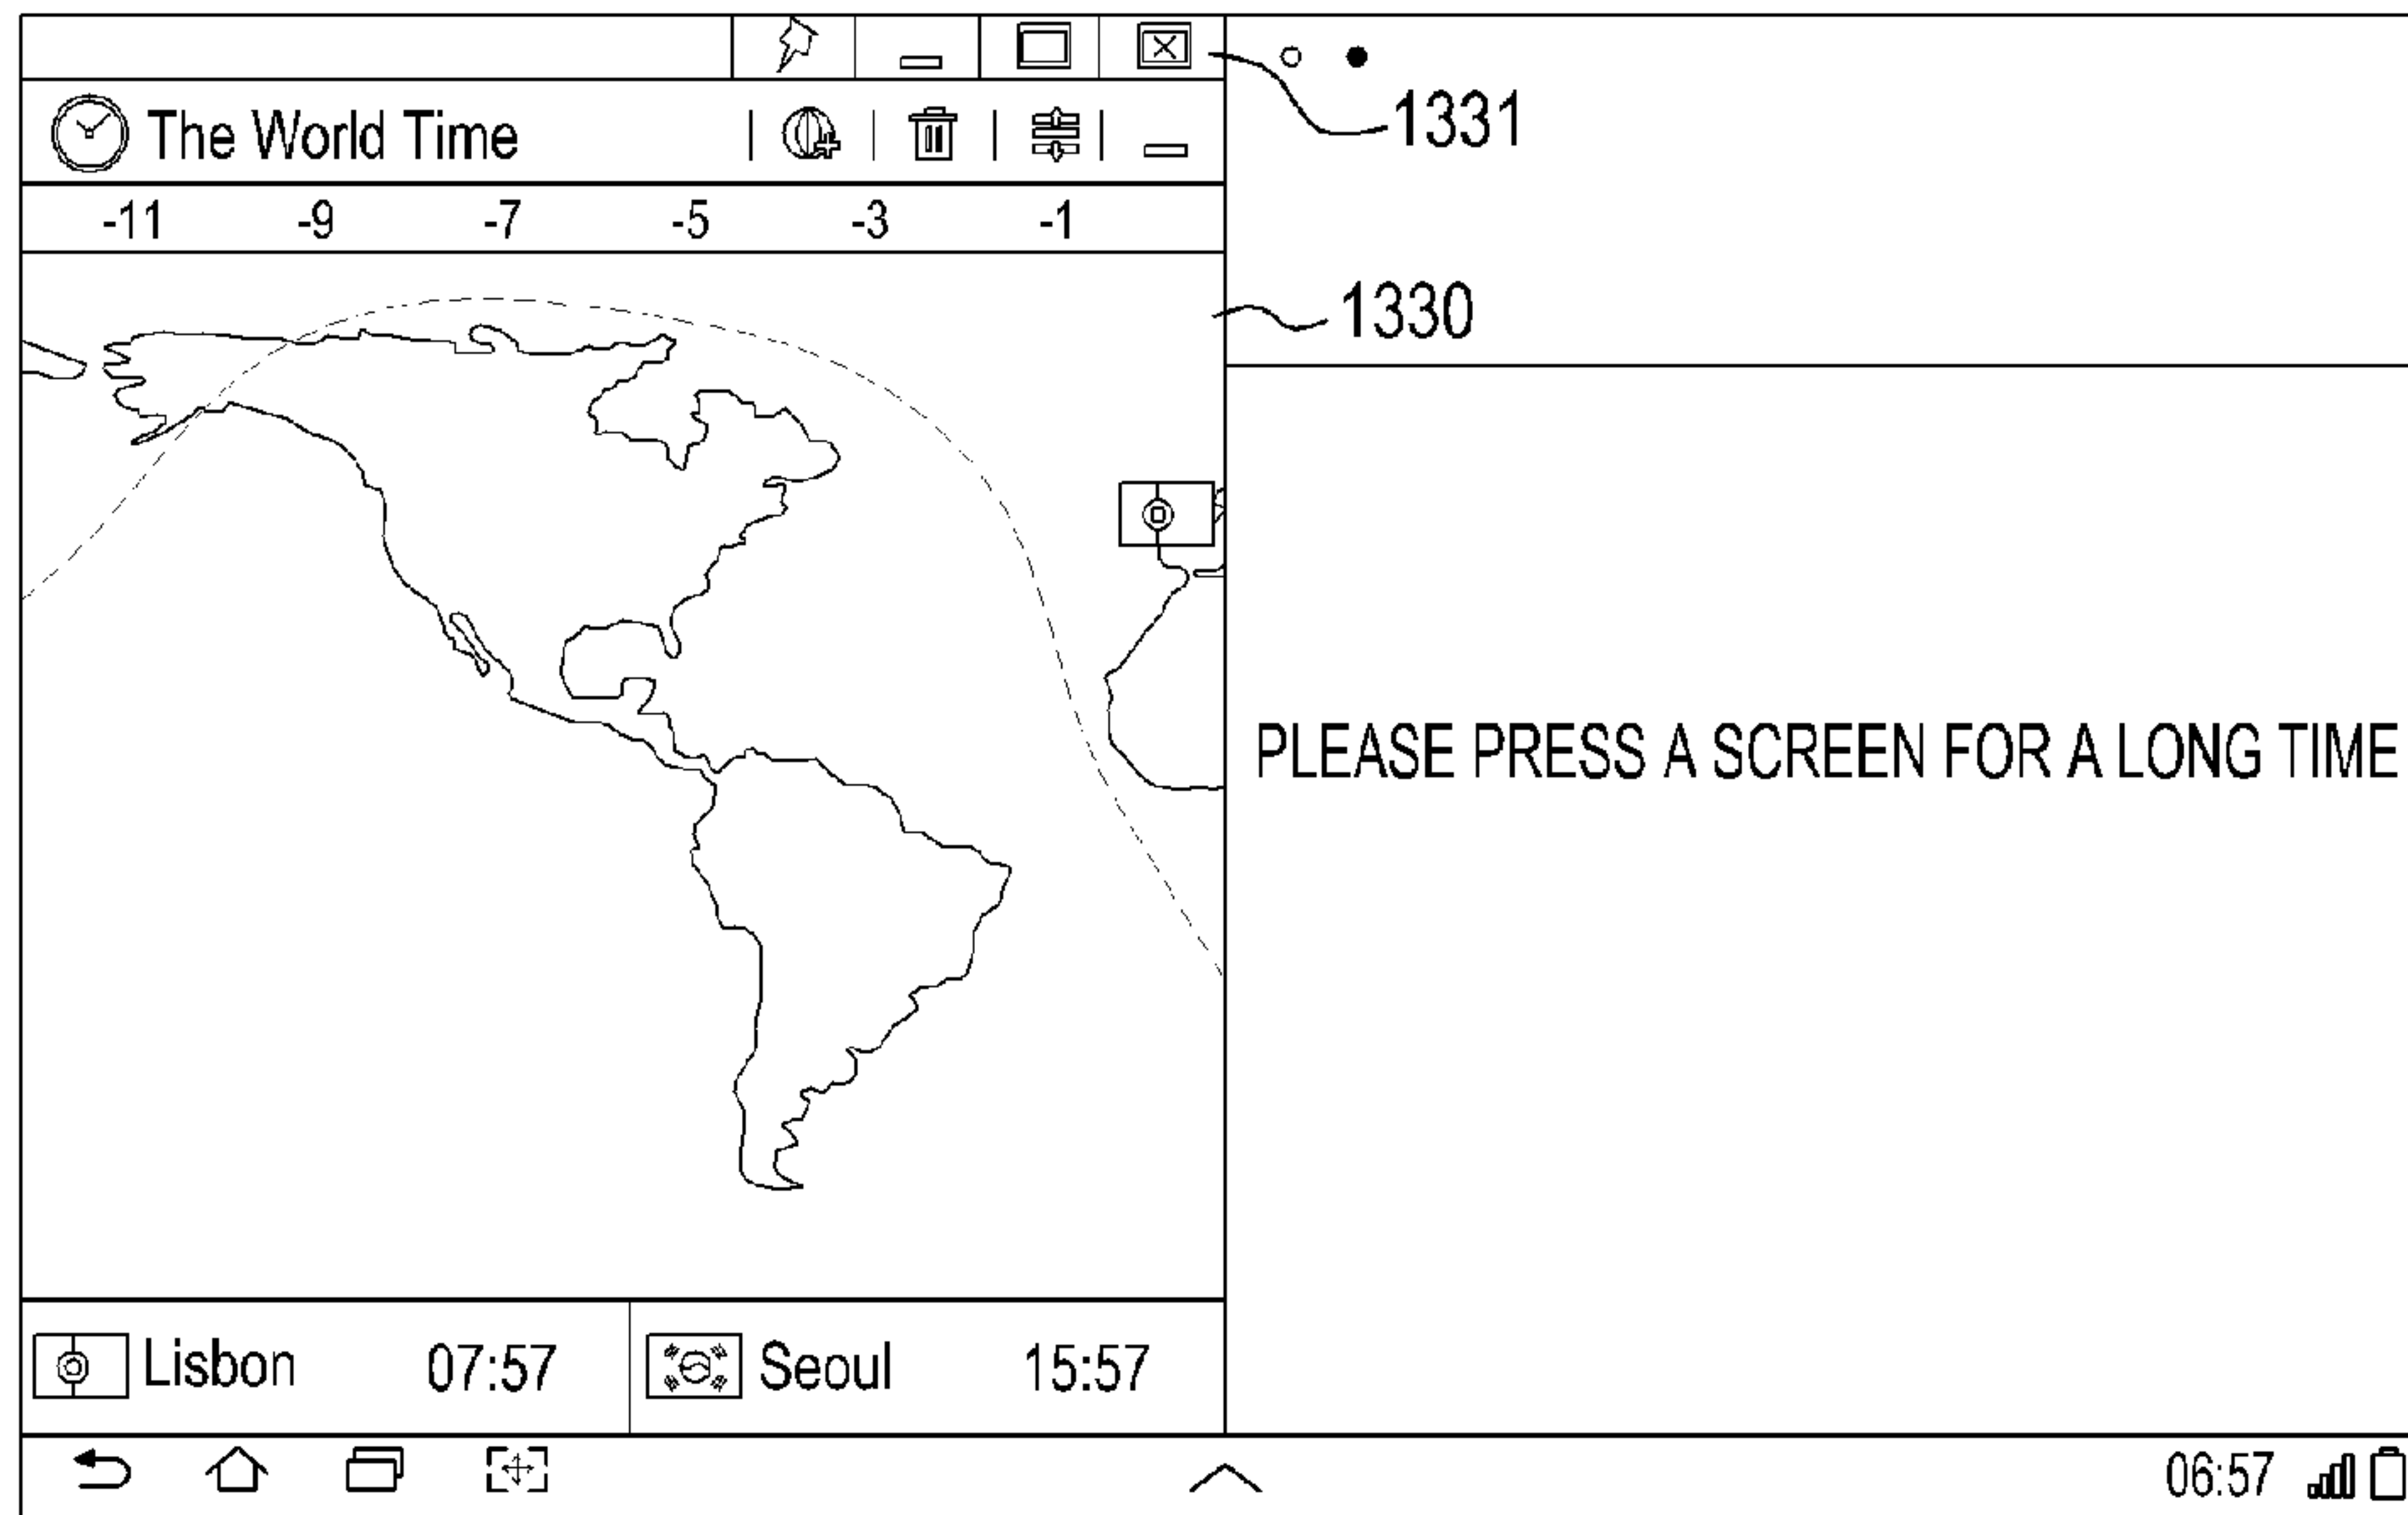 1331
The World Time
-11 -9 -7 -5 -3 -1
1330
PLEASE PRESS A SCREEN FOR A LONG TIME
Lisbon 07:57 Seoul 15:57
06:57